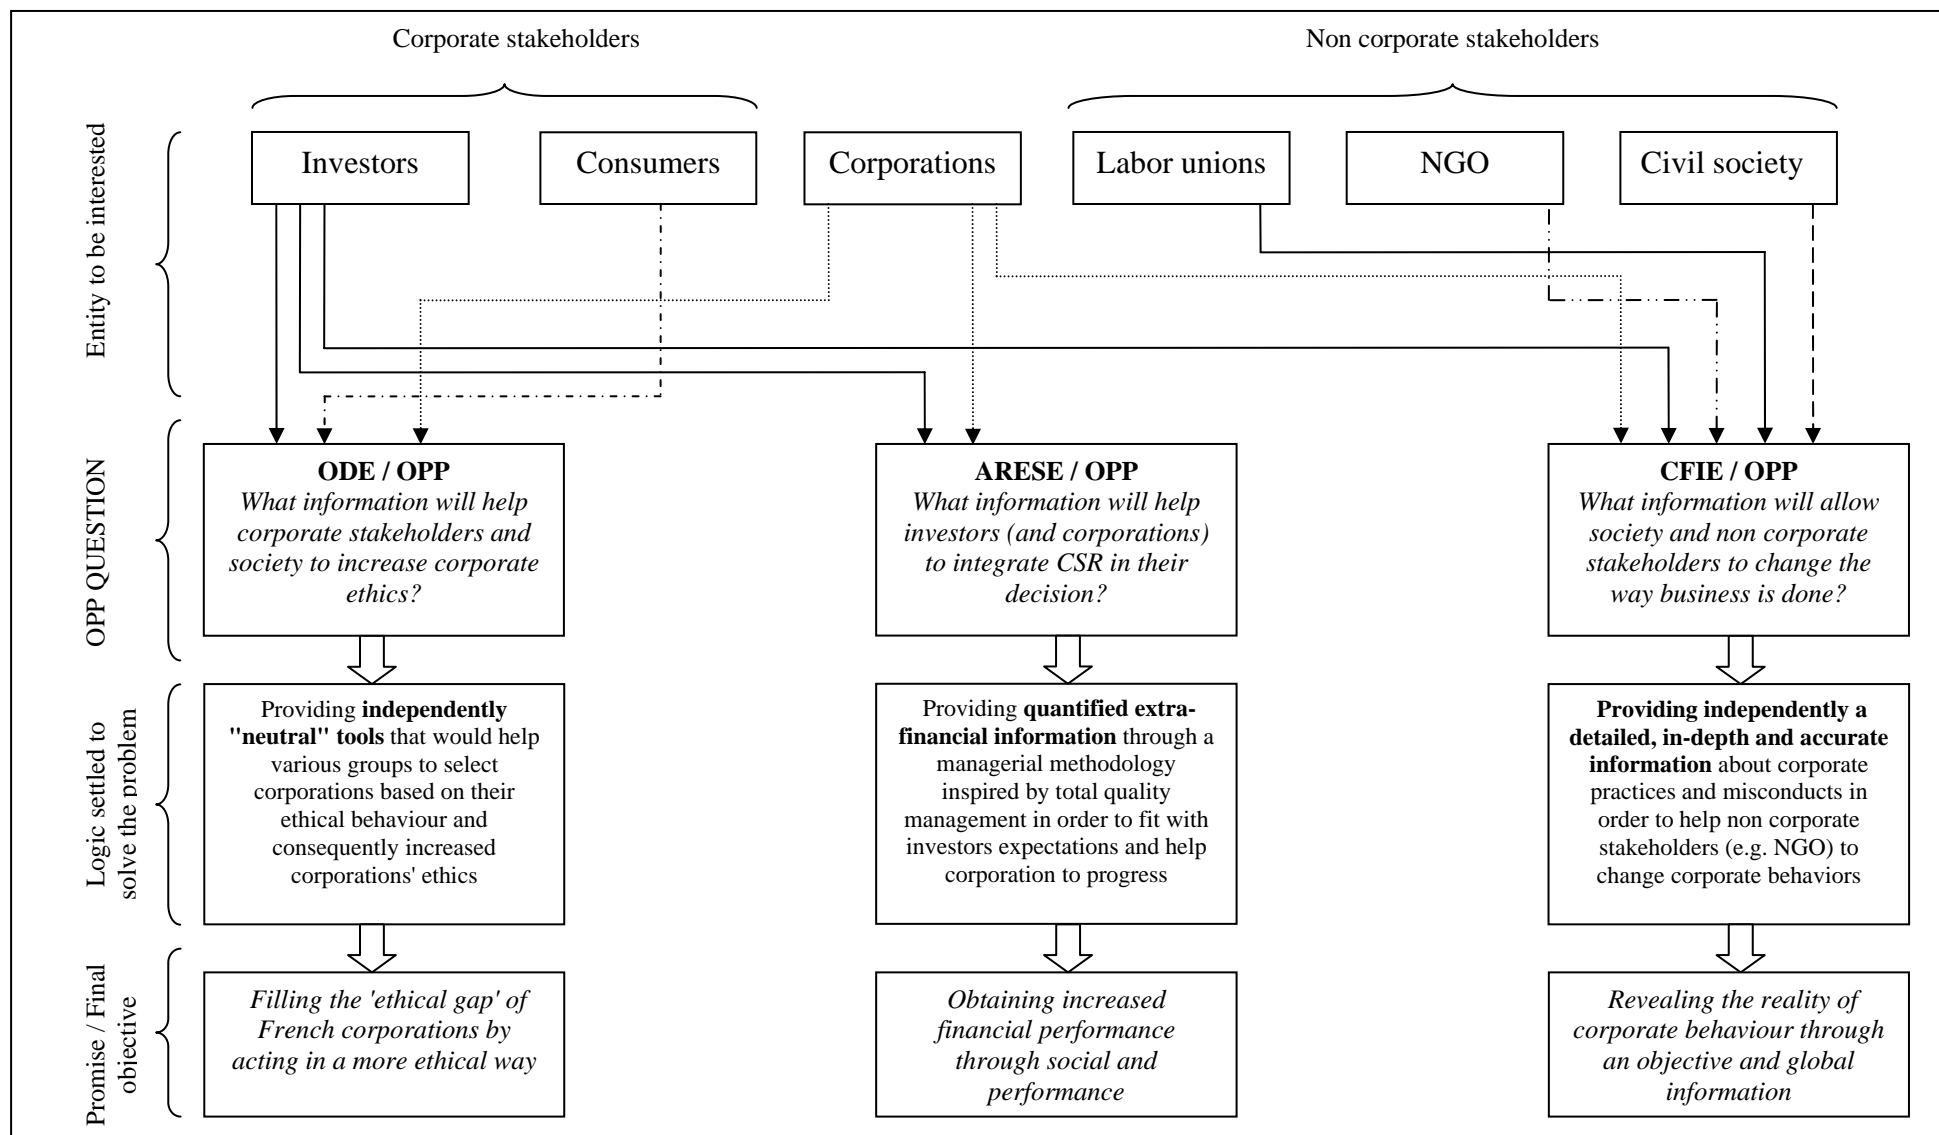 Corporate stakeholders
Non corporate stakeholders
Entity to be interested
Investors
Consumers
Corporations
Labor unions
NGO
Civil society
OPP QUESTION
ODE / OPP
What information will help
corporate stakeholders and
society to increase corporate
ethics?
ARESE / OPP
What information will help
investors (and corporations)
to integrate CSR in their
decision?
CFIE / OPP
What information will allow
society and non corporate
stakeholders to change the
way business is done?
Logic settled to
solve the problem
Providing independently
"neutral" tools that would help
various groups to select
corporations based on their
ethical behaviour and
consequently increased
corporations' ethics
Providing quantified extra-
financial information through a
managerial methodology
inspired by total quality
management in order to fit with
investors expectations and help
corporation to progress
Providing independently a
detailed, in-depth and accurate
information about corporate
practices and misconducts in
order to help non corporate
stakeholders (e.g. NGO) to
change corporate behaviors
Promise / Final
objective
Filling the 'ethical gap' of
French corporations by
acting in a more ethical way
Obtaining increased
financial performance
through social and
performance
Revealing the reality of
corporate behaviour through
an objective and global
information